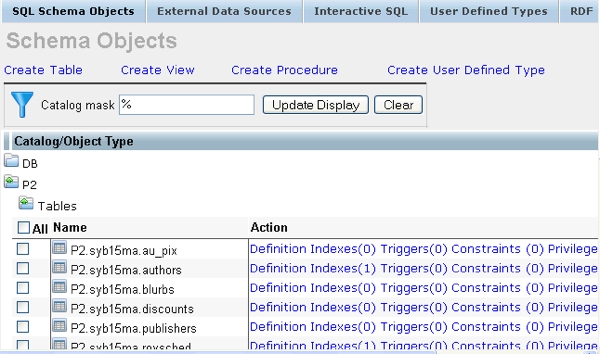 SQL Schema Objects External Data Sources Interactive SQL User Defined Types RDF
Schema Objects
Create Table Create View Create Procedure Create User Defined Type
Catalog mask % Update Display Clear
Catalog/Object Type
DB
P2
Tables
All Name Action
P2.syb15ma.au_pix Definition Indexes(0) Triggers(0) Constraints (0) Privilege
P2.syb15ma.authors Definition Indexes(1) Triggers(0) Constraints (0) Privilege
P2.syb15ma.blurbs Definition Indexes(0) Triggers(0) Constraints (0) Privilege
P2.syb15ma.discounts Definition Indexes(0) Triggers(0) Constraints (0) Privilege
P2.syb15ma.publishers Definition Indexes(0) Triggers(0) Constraints (0) Privilege
P2.syb15ma.roysched Definition Indexes(1) Triggers(0) Constraints (0) Privilege